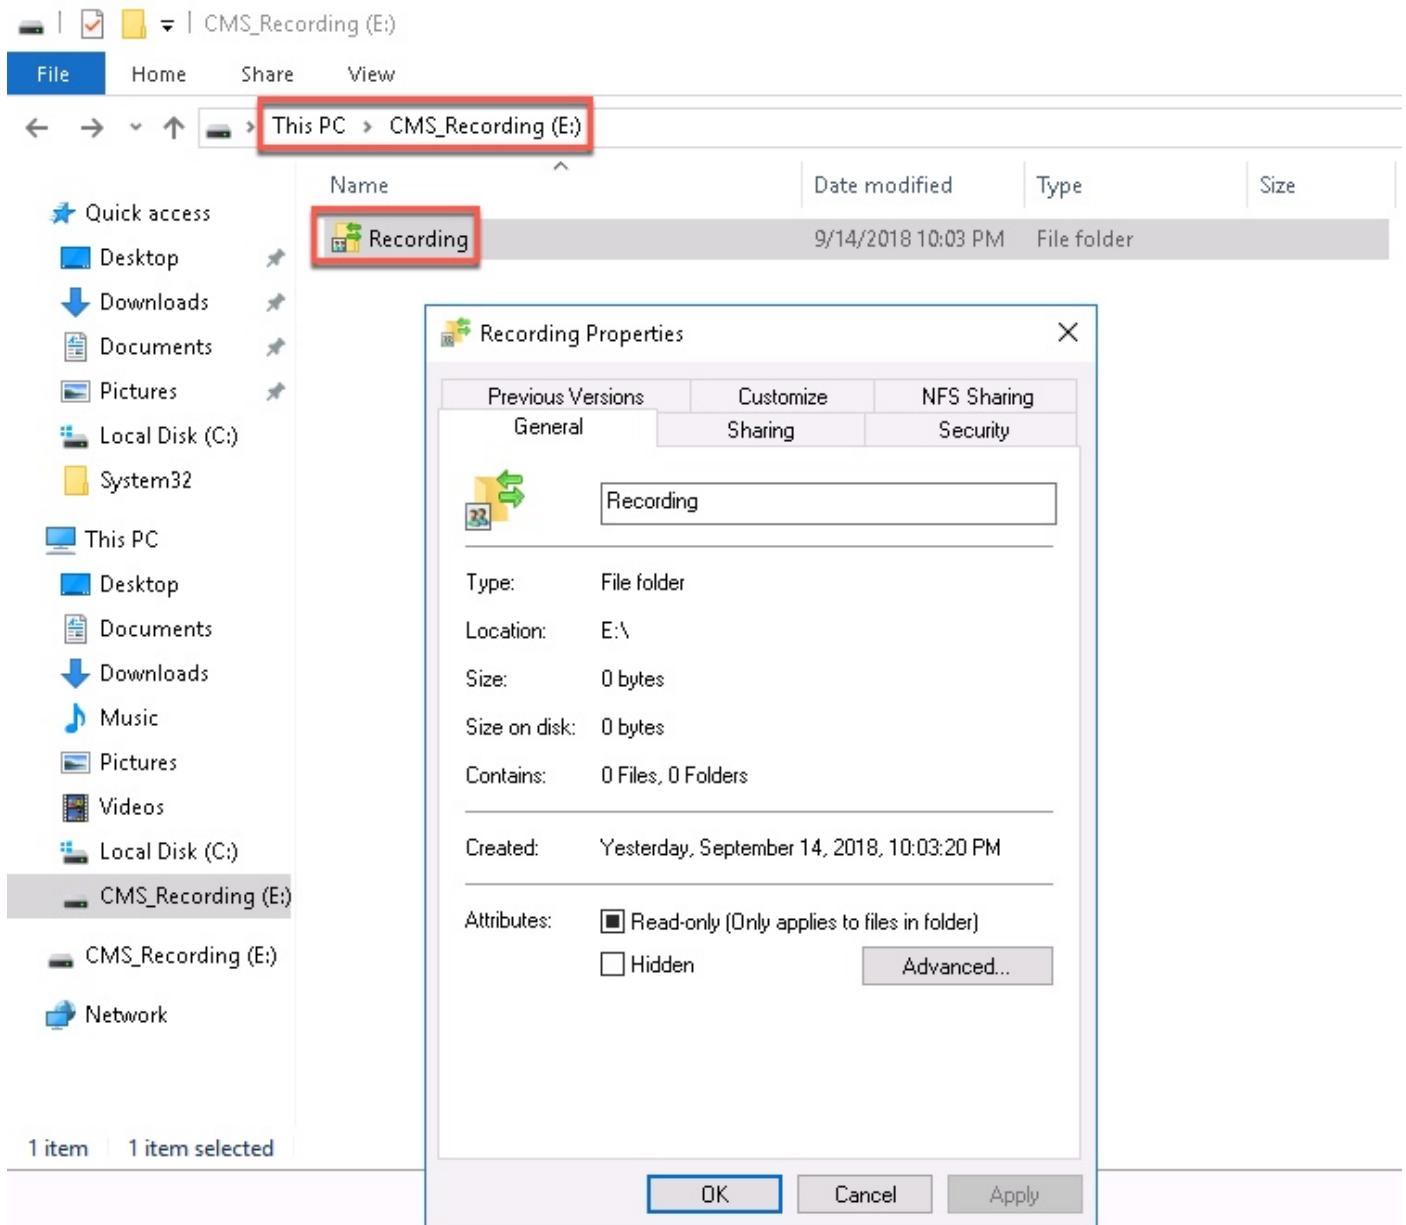 CMS_Recording (E:)
File Home Share View
This PC > CMS_Recording (E:)
Name Date modified Type Size
Recording 9/14/2018 10:03 PM File folder
Quick access
Desktop
Downloads
Documents
Pictures
Local Disk (C:)
System32
This PC
Desktop
Documents
Downloads
Music
Pictures
Videos
Local Disk (C:)
CMS_Recording (E:)
CMS_Recording (E:)
Network
1 item 1 item selected
Recording Properties
Previous Versions Customize NFS Sharing
General Sharing Security
Recording
Type: File folder
Location: E:\
Size: 0 bytes
Size on disk: 0 bytes
Contains: 0 Files, 0 Folders
Created: Yesterday, September 14, 2018, 10:03:20 PM
Attributes: Read-only (Only applies to files in folder)
Hidden Advanced...
OK Cancel Apply